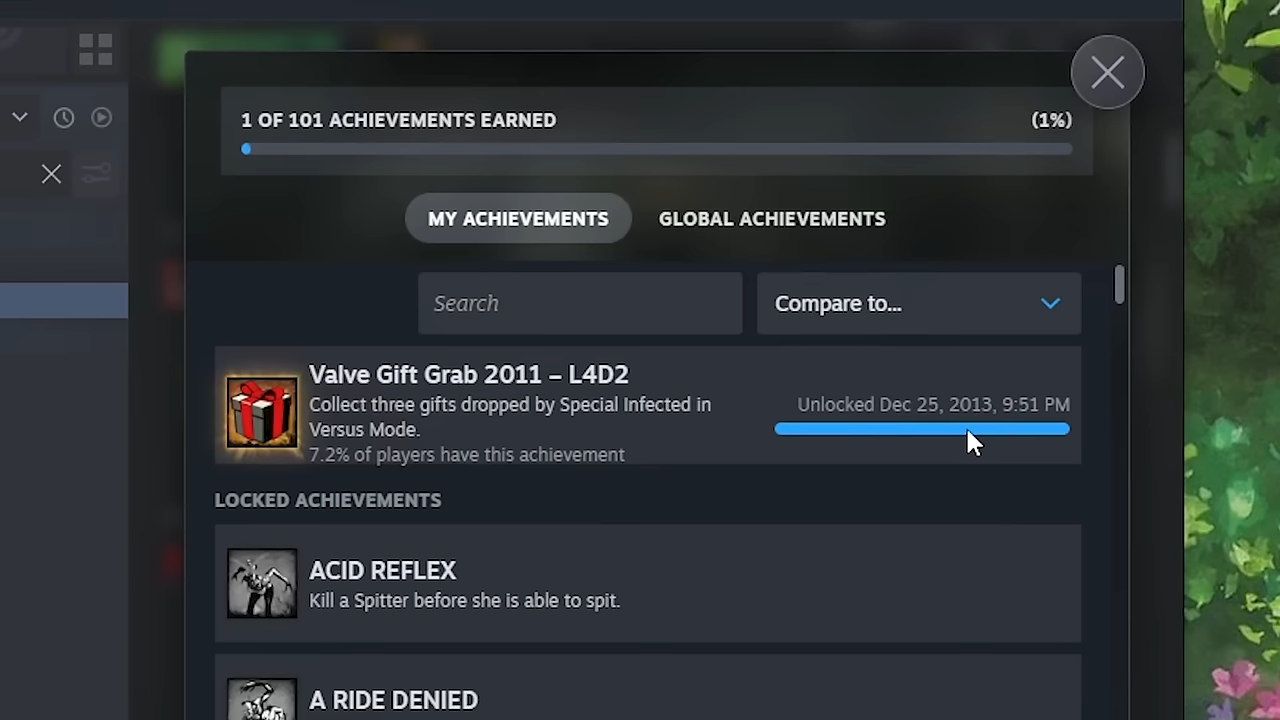 1 OF 101 ACHIEVEMENTS EARNED (1%)
MY ACHIEVEMENTS GLOBAL ACHIEVEMENTS
Search Compare to...
Valve Gift Grab 2011 – L4D2
Collect three gifts dropped by Special Infected in
Versus Mode.
Unlocked Dec 25, 2013, 9:51 PM
7.2% of players have this achievement
LOCKED ACHIEVEMENTS
ACID REFLEX
Kill a Spitter before she is able to spit.
A RIDE DENIED